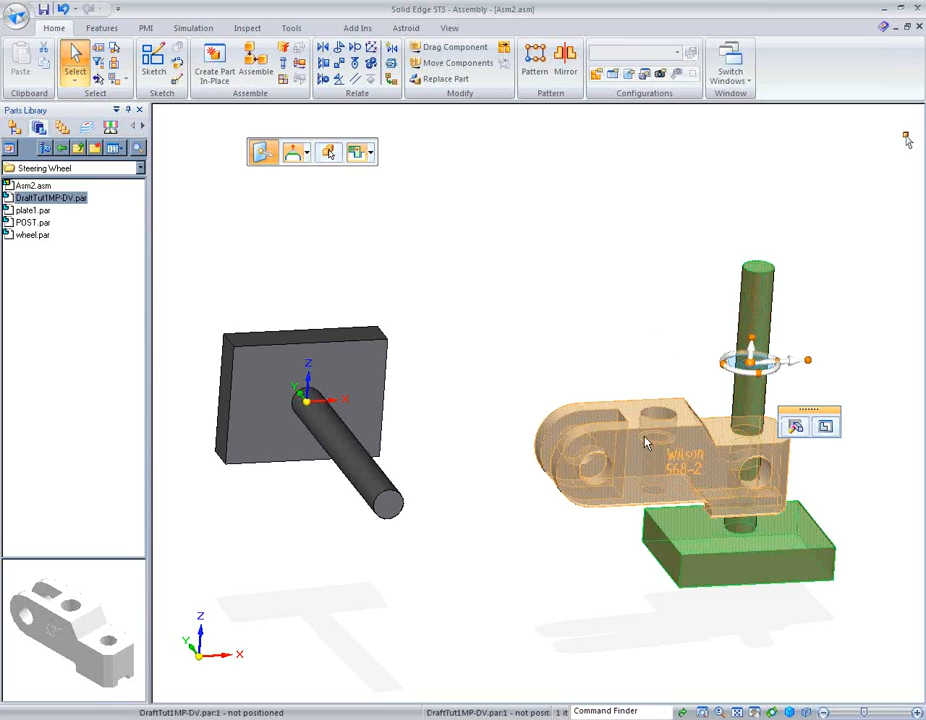 Solid Edge ST3 - Assembly - [Asm2.asm]
Home Features PMI Simulation Inspect Tools Add Ins Astroid View
Paste
Select
Sketch
Create Part In-Place
Assemble
Drag Component
Move Components
Replace Part
Pattern
Mirror
Switch Windows
Clipboard Select Sketch Assemble Relate Modify Pattern Configurations Window
Parts Library
Steering Wheel
Asm2.asm
DraftTut1MP-DV.par
plate1.par
POST.par
wheel.par
Z
Y
X
Wilson
568-2
Z
Y
X
DraftTut1MP-DV.par:1 - not positioned
DraftTut1MP-DV.par:1 - not posit
1 it
Command Finder